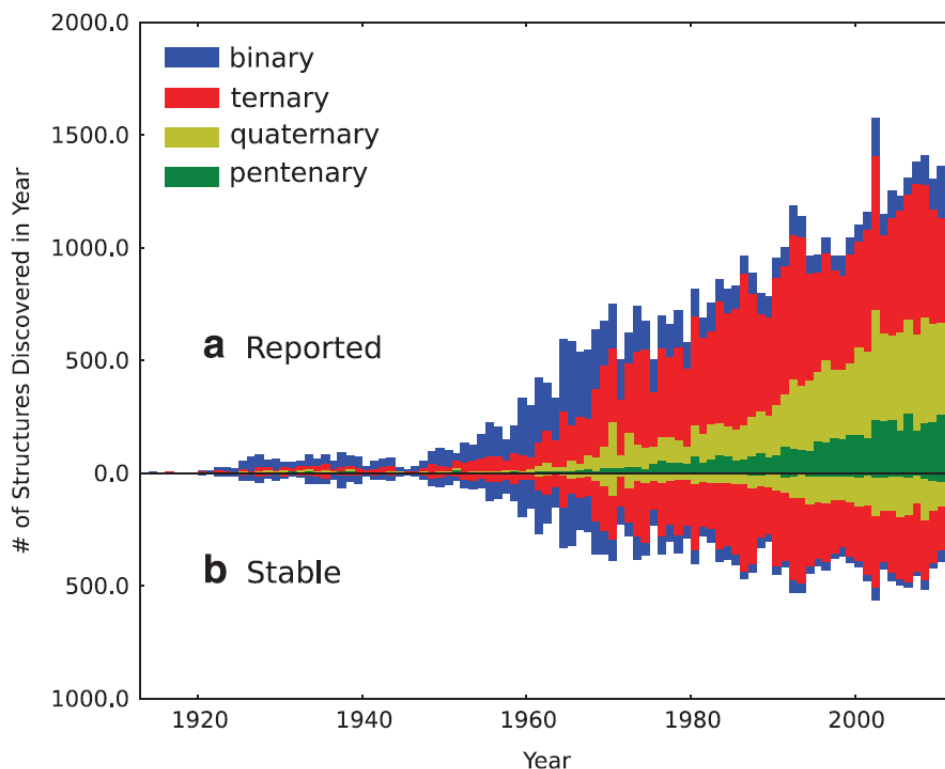 2000.0
1500.0
1000.0
500.0
0.0
500.0
1000.0
# of Structures Discovered in Year
binary
ternary
quaternary
pentenary
a Reported
b Stable
1920 1940 1960 1980 2000
Year